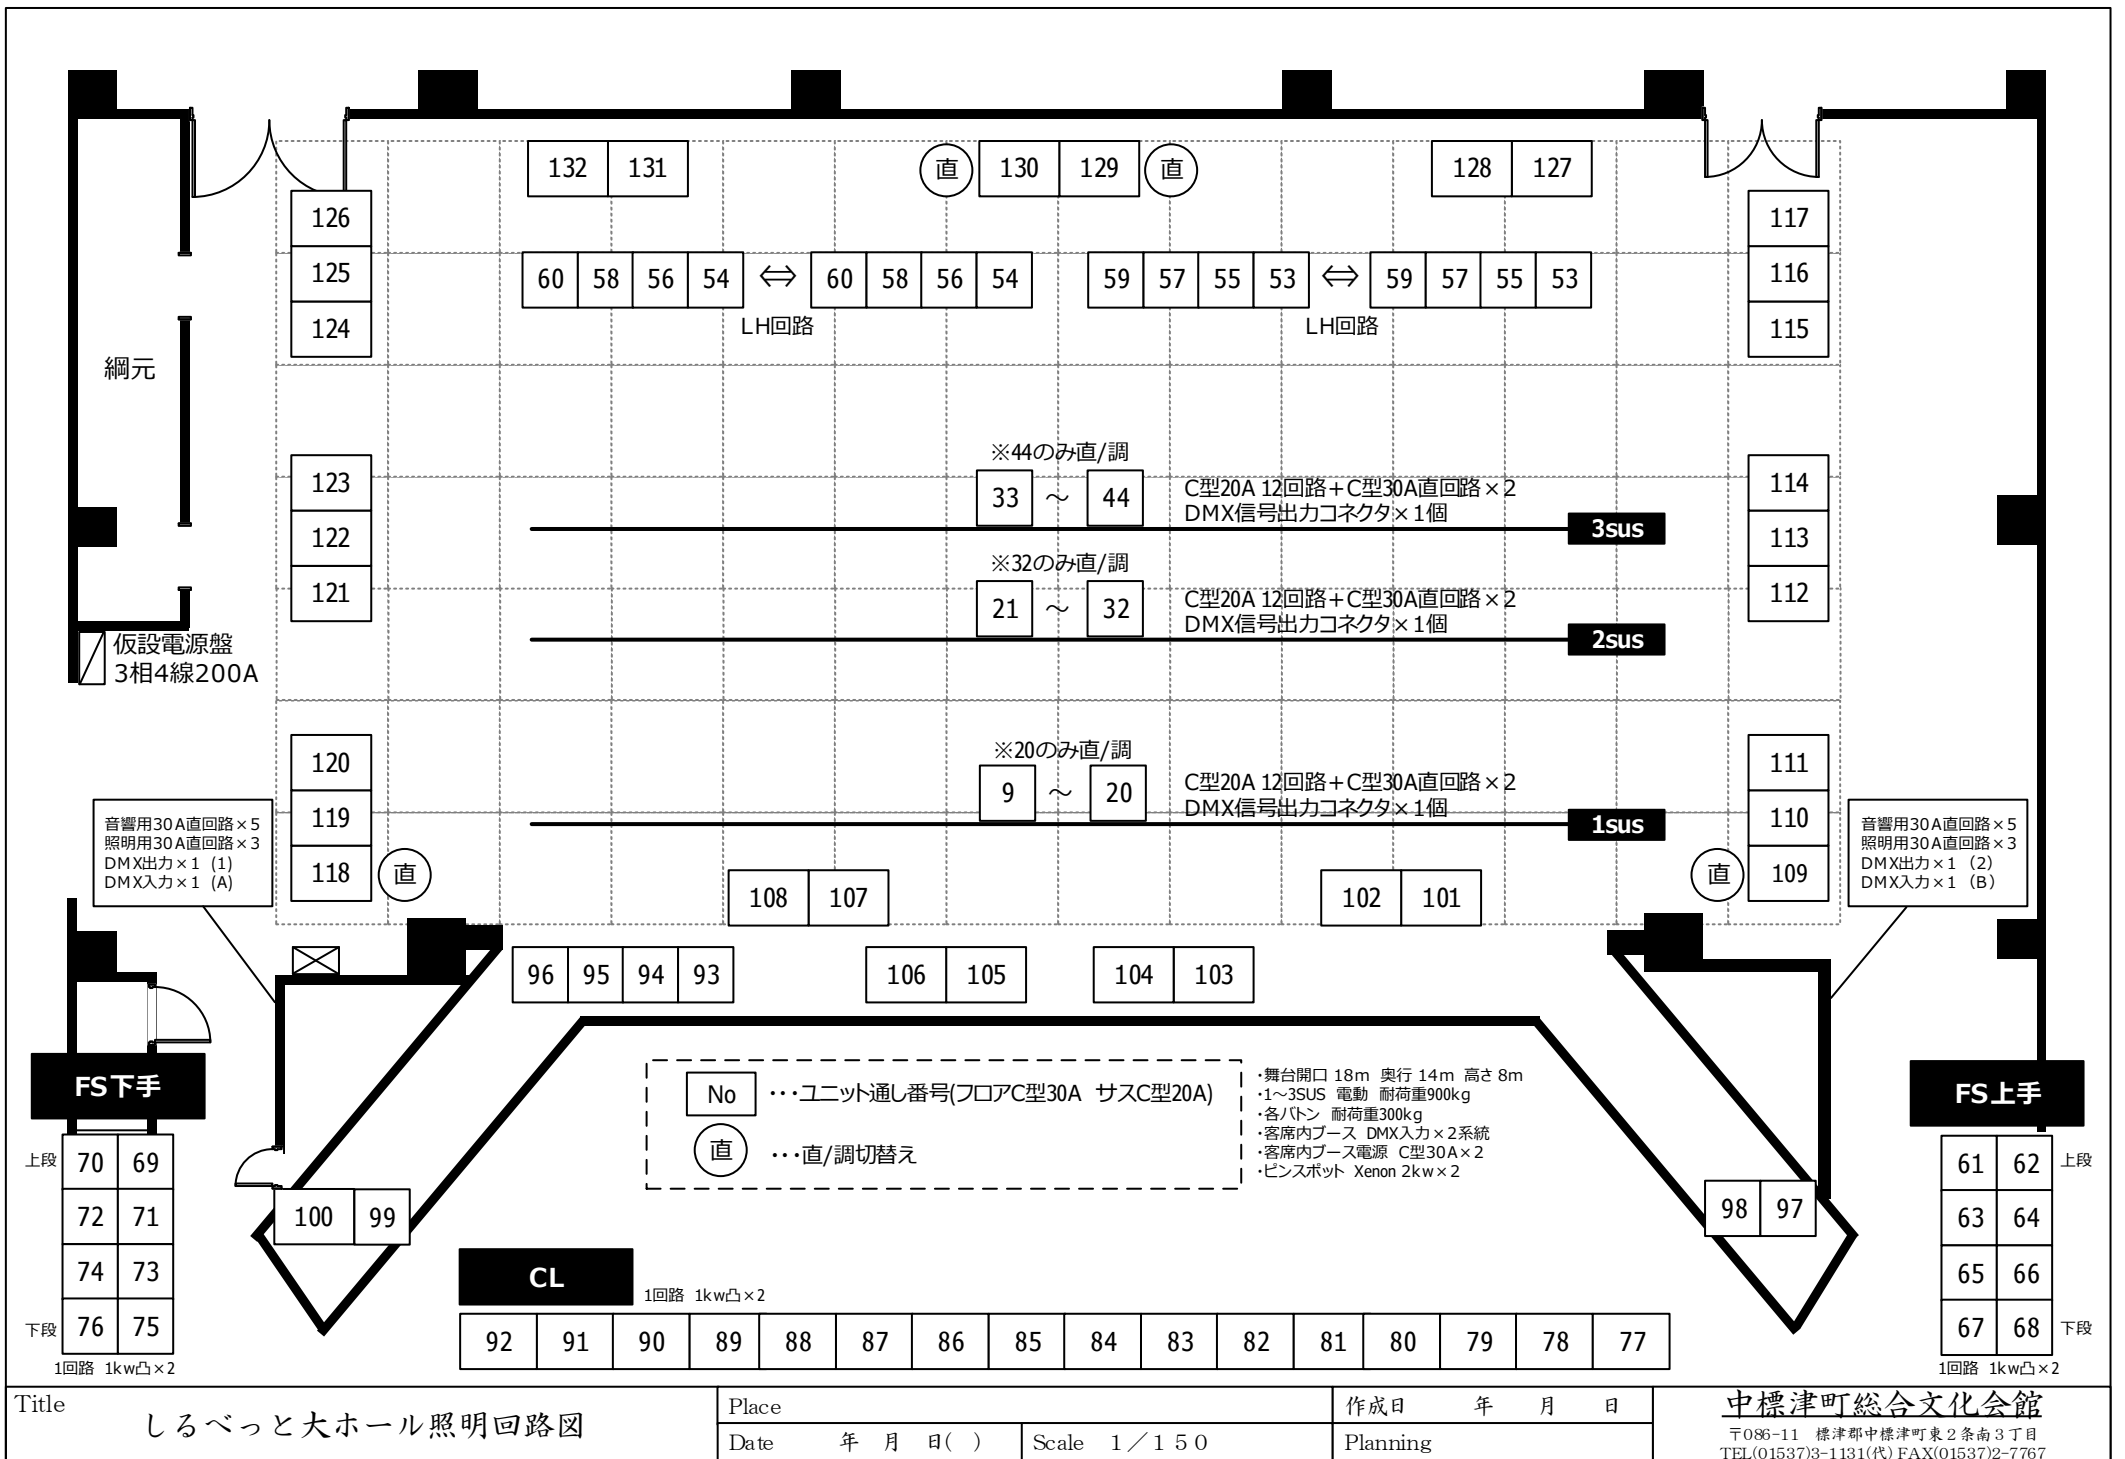 132 131 直 130 129 直 128 127
126 117
125 60 58 56 54 ⇔ 60 58 56 54 59 57 55 53 ⇔ 59 57 55 53 116
LH回路 LH回路
124 115
綱元
※44のみ直/調
123 33 ～ 44 C型20A 12回路+C型30A直回路×2 114
DMX信号出力コネクタ×1個
122 3sus 113
※32のみ直/調
121 21 ～ 32 C型20A 12回路+C型30A直回路×2 112
DMX信号出力コネクタ×1個
2sus
仮設電源盤
3相4線200A
※20のみ直/調
120 9 ～ 20 C型20A 12回路+C型30A直回路×2 111
DMX信号出力コネクタ×1個
119 1sus 110
118 直 直 109
音響用30A直回路×5
照明用30A直回路×3
DMX出力×1 (1)
DMX入力×1 (A)
音響用30A直回路×5
照明用30A直回路×3
DMX出力×1 (2)
DMX入力×1 (B)
108 107 102 101
96 95 94 93 106 105 104 103
FS下手
上段 70 69
72 71
74 73
下段 76 75
1回路 1kw凸×2
100 99
No ・・・ユニット通し番号(フロアC型30A サスC型20A)
直 ・・・直/調切替え
・舞台開口 18m 奥行 14m 高さ 8m
・1～3SUS 電動 耐荷重900kg
・各バトン 耐荷重300kg
・客席内ブース DMX入力×2系統
・客席内ブース電源 C型30A×2
・ピンスポット Xenon 2kw×2
98 97
FS上手
61 62 上段
63 64
65 66
67 68 下段
1回路 1kw凸×2
CL 1回路 1kw凸×2
92 91 90 89 88 87 86 85 84 83 82 81 80 79 78 77
Title しるべっと大ホール照明回路図
Place
Date 年 月 日( ) Scale 1／150
作成日 年 月 日
Planning
中標津町総合文化会館
〒086-11 標津郡中標津町東2条南3丁目
TEL(01537)3-1131(代) FAX(01537)2-7767